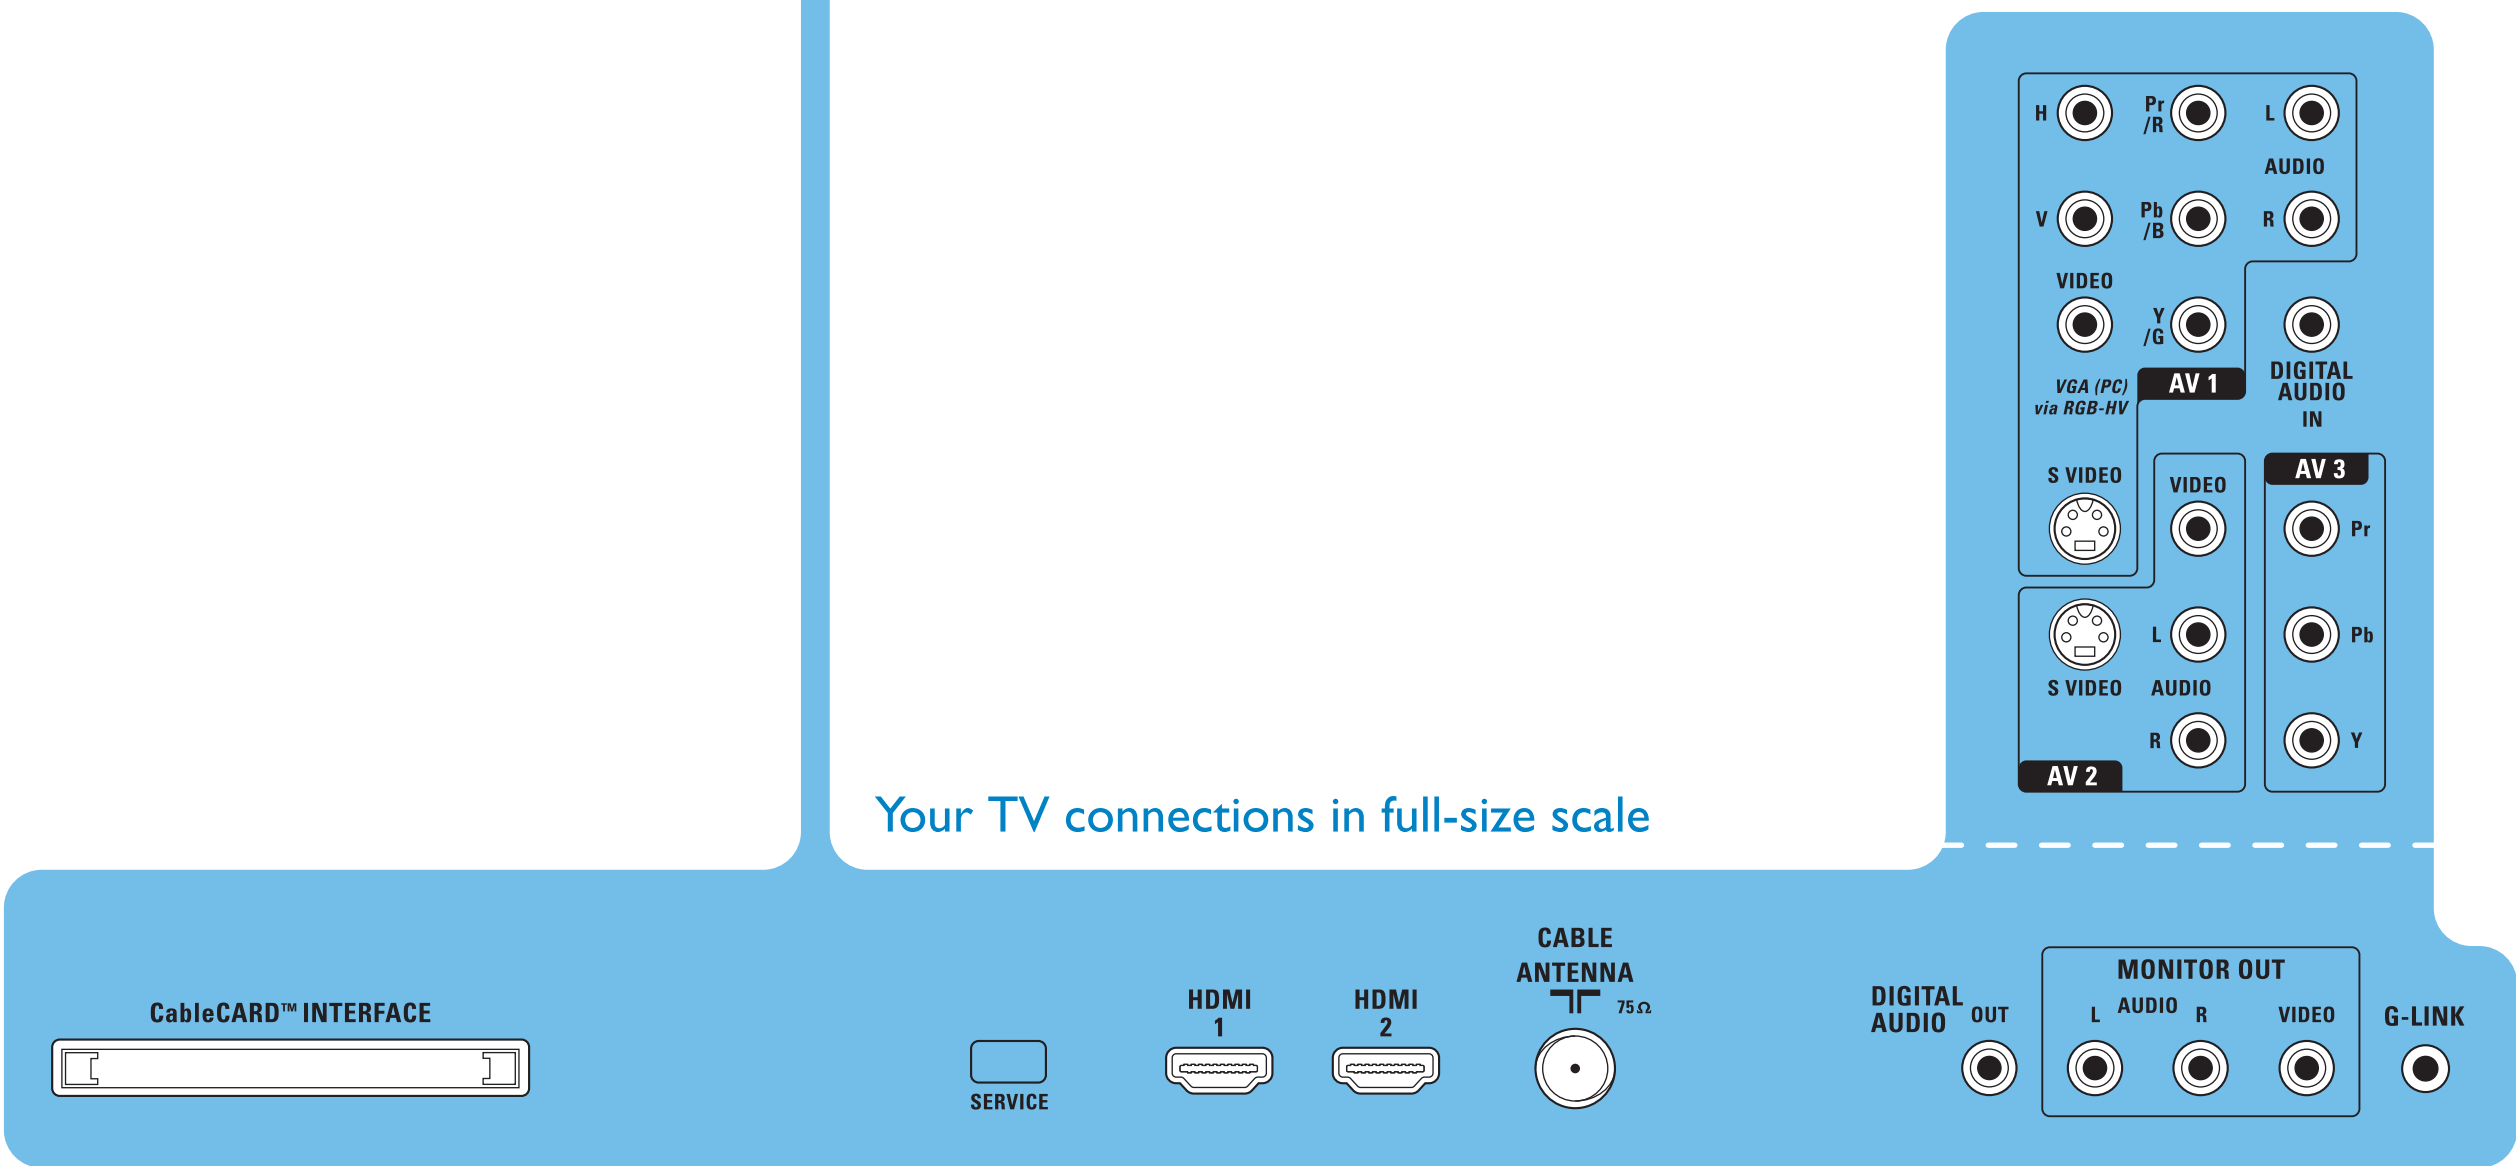 H
Pr
/R
L
AUDIO
V
Pb
/B
R
VIDEO
Y
/G
AV 1
VGA (PC)
via RGB-HV
DIGITAL
AUDIO
IN
S VIDEO
VIDEO
AV 3
Pr
L
Pb
S VIDEO
AUDIO
R
Y
AV 2
Your TV connections in full-size scale
CableCARD™ INTERFACE
SERVICE
HDMI
1
HDMI
2
CABLE
ANTENNA
75Ω
DIGITAL
AUDIO
OUT
MONITOR OUT
L
AUDIO
R
VIDEO
G-LINK